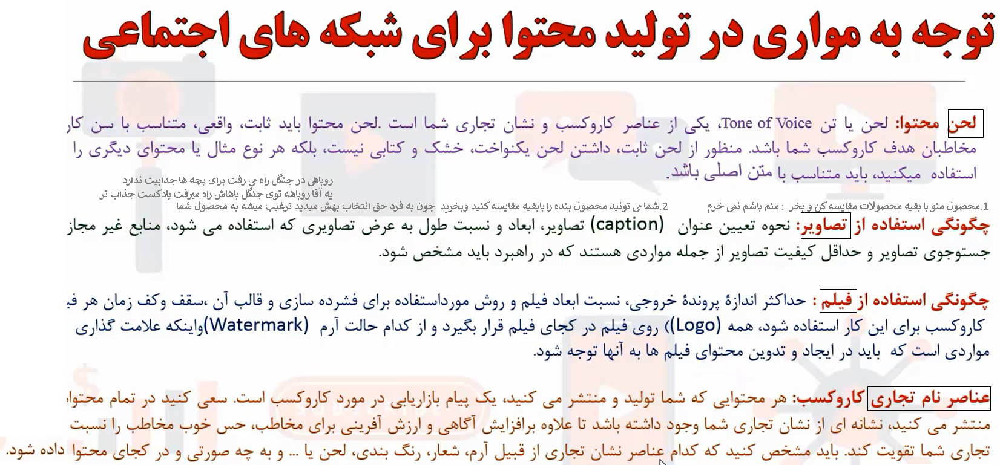 توجه به مواری در تولید محتوا برای شبکه های اجتماعی
لحن محتوا: لحن یا تن Tone of Voice، یکی از عناصر کاروکسب و نشان تجاری شما است .لحن محتوا باید ثابت، واقعی، متناسب با سن کار
مخاطبان هدف کاروکسب شما باشد. منظور از لحن ثابت، داشتن لحن یکنواخت، خشک و کتابی نیست، بلکه هر نوع مثال یا محتوای دیگری را
استفاده میکنید، باید متناسب با متن اصلی باشد.
روباهی در جنگل راه می رفت برای بچه ها جدابیت ندارد
یه آقا روباهه توی جنگل باهاش راه میرفت پادکست جذاب تر
1.محصول منو با بقیه محصولات مقایسه کن و بخر : منم باشم نمی خرم
2.شما می تونید محصول بنده را بابقیه مقایسه کنید وبخرید چون به فرد حق انتخاب بهش میدید ترغیب میشه به محصول شما
چگونگی استفاده از تصاویر: نحوه تعیین عنوان (caption) تصاویر، ابعاد و نسبت طول به عرض تصاویری که استفاده می شود، منابع غیر مجاز
جستوجوی تصاویر و حداقل کیفیت تصاویر از جمله مواردی هستند که در راهبرد باید مشخص شود.
چگونگی استفاده از فیلم : حداکثر اندازهٔ پروندهٔ خروجی، نسبت ابعاد فیلم و روش مورداستفاده برای فشرده سازی و قالب آن ،سقف وکف زمان هر
کاروکسب برای این کار استفاده شود، همه (Logo)) روی فیلم در کجای فیلم قرار بگیرد و از کدام حالت آرم (Watermark)واینکه علامت گذاری
مواردی است که باید در ایجاد و تدوین محتوای فیلم ها به آنها توجه شود.
عناصر نام تجاری کاروکسب: هر محتوایی که شما تولید و منتشر می کنید، یک پیام بازاریابی در مورد کاروکسب است. سعی کنید در تمام محتوا
منتشر می کنید، نشانه ای از نشان تجاری شما وجود داشته باشد تا علاوه برافزایش آگاهی و ارزش آفرینی برای مخاطب، حس خوب مخاطب را نسبت
تجاری شما تقویت کند. باید مشخص کنید که کدام عناصر نشان تجاری از قبیل آرم، شعار، رنگ بندی، لحن یا ... و به چه صورتی و در کجای محتوا داده شود.